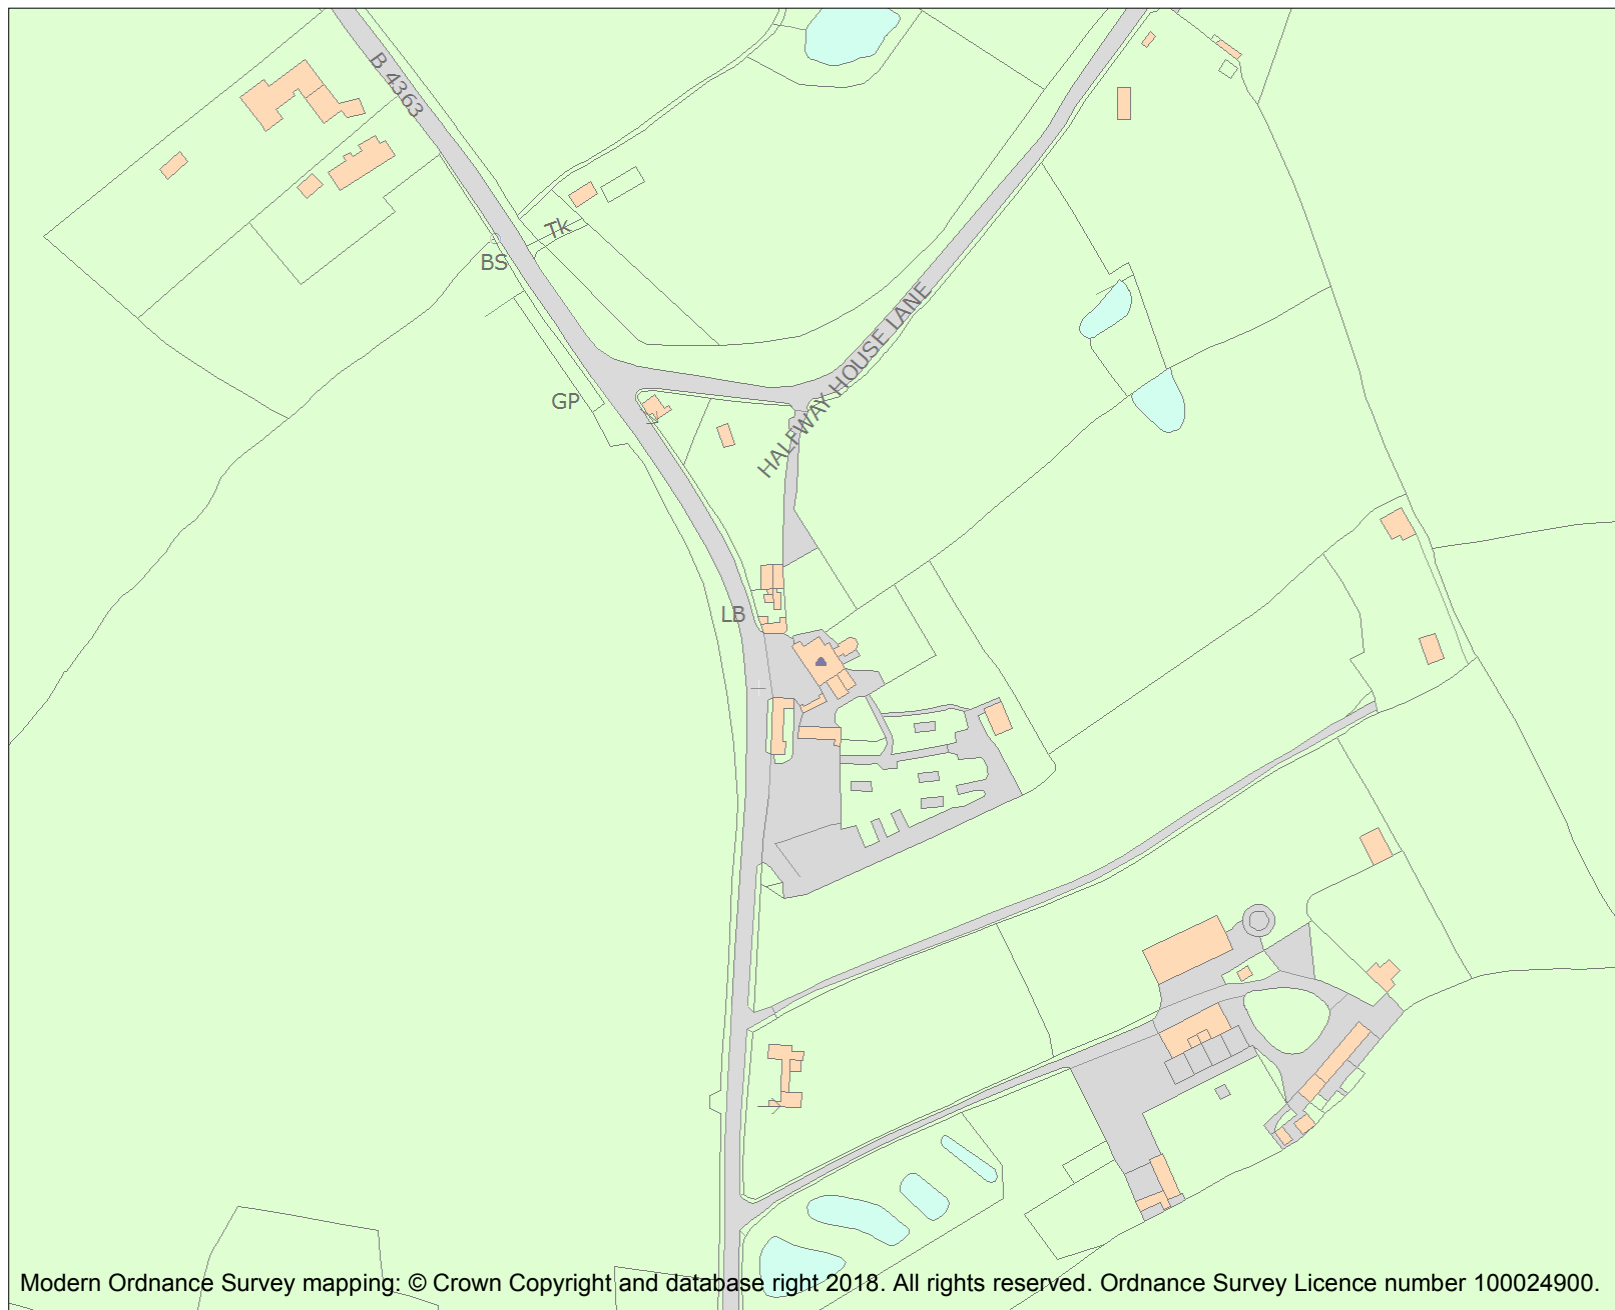 B 4363
Tk
BS
HALFWAY HOUSE LANE
GP
LB
Modern Ordnance Survey mapping: © Crown Copyright and database right 2018. All rights reserved. Ordnance Survey Licence number 100024900.